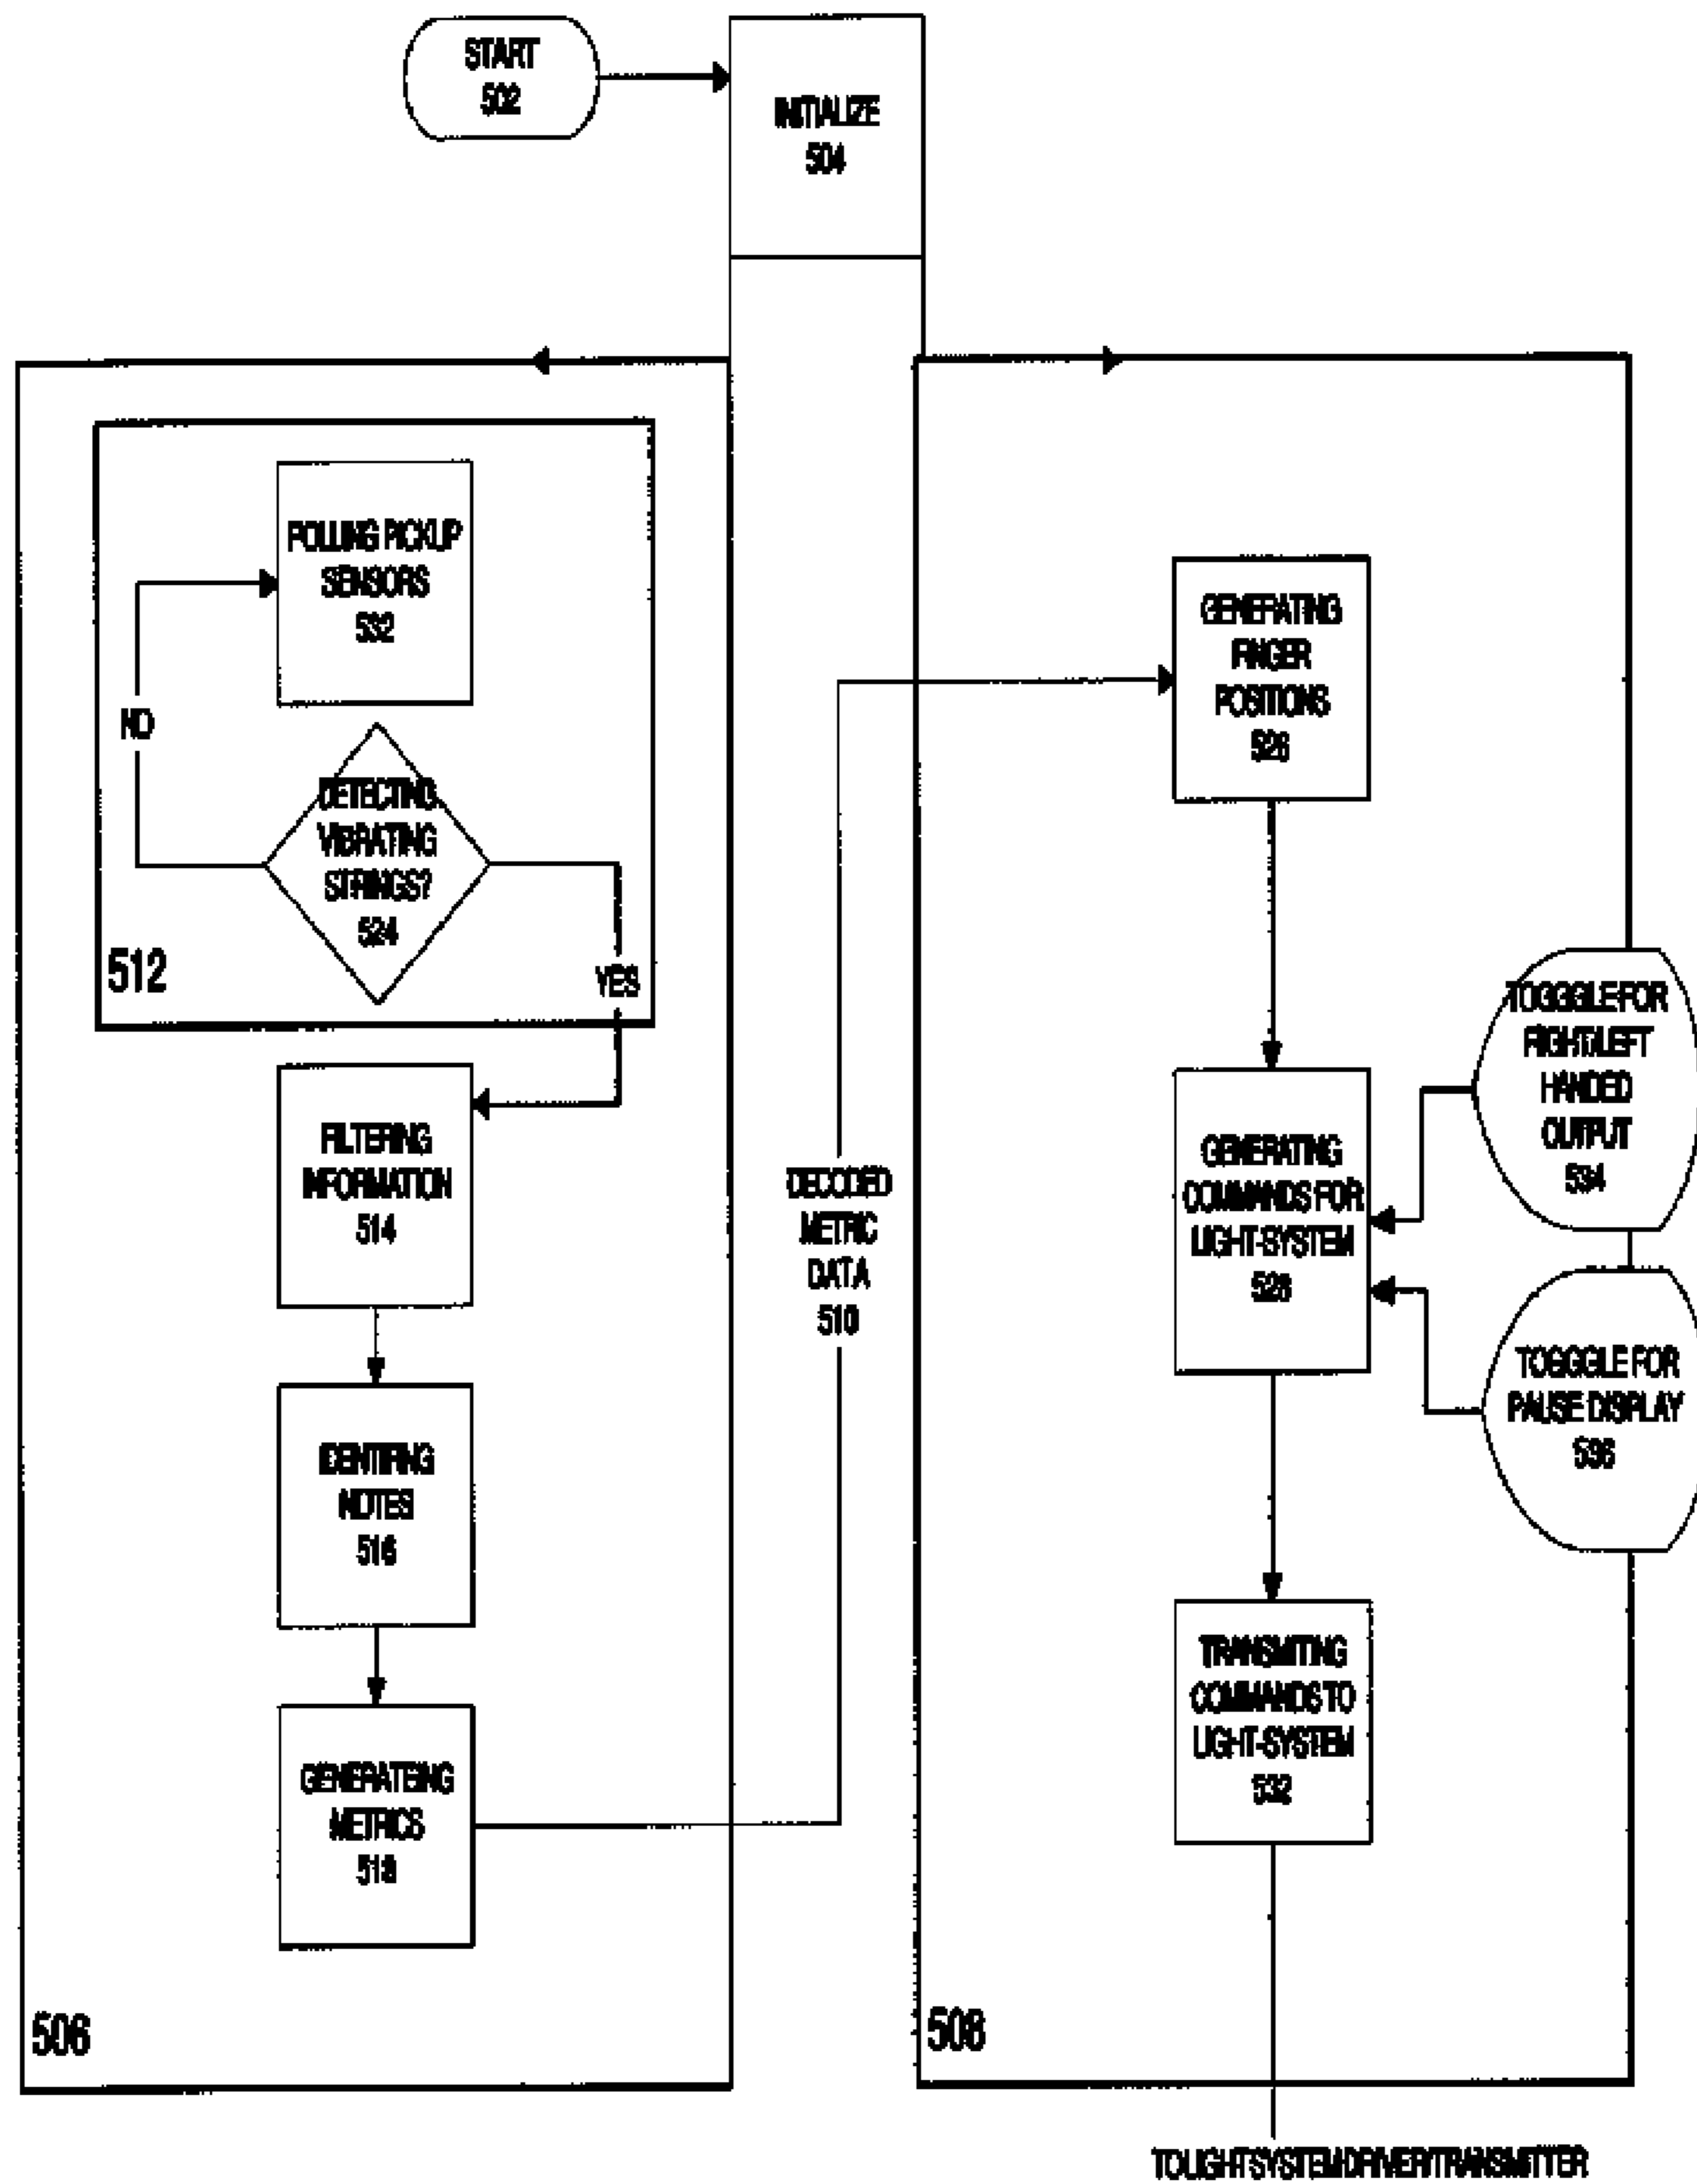 START
502
INITIALIZE
504
POLLING PICKUP
SENSORS
532
NO
DETECTING
VIBRATING
STRINGS?
524
512
YES
FILTERING
INFORMATION
514
IDENTIFING
NOTES
516
GENERATEING
METRICS
518
506
DECODED
METRIC
DATA
510
GENERATING
FINGER
POSITIONS
526
GENERATING
COMMANDS FOR
LIGHT-SYSTEM
528
TOGGGLE FOR
RIGHT/LEFT
HANDED
OUTPUT
534
TOGGGLE FOR
PAUSE DISPLAY
536
TRANSMITING
COMMANDS TO
LIGHT-SYSTEM
532
508
TO LIGHT SYSTEM DRIVER/TRANSMITTER